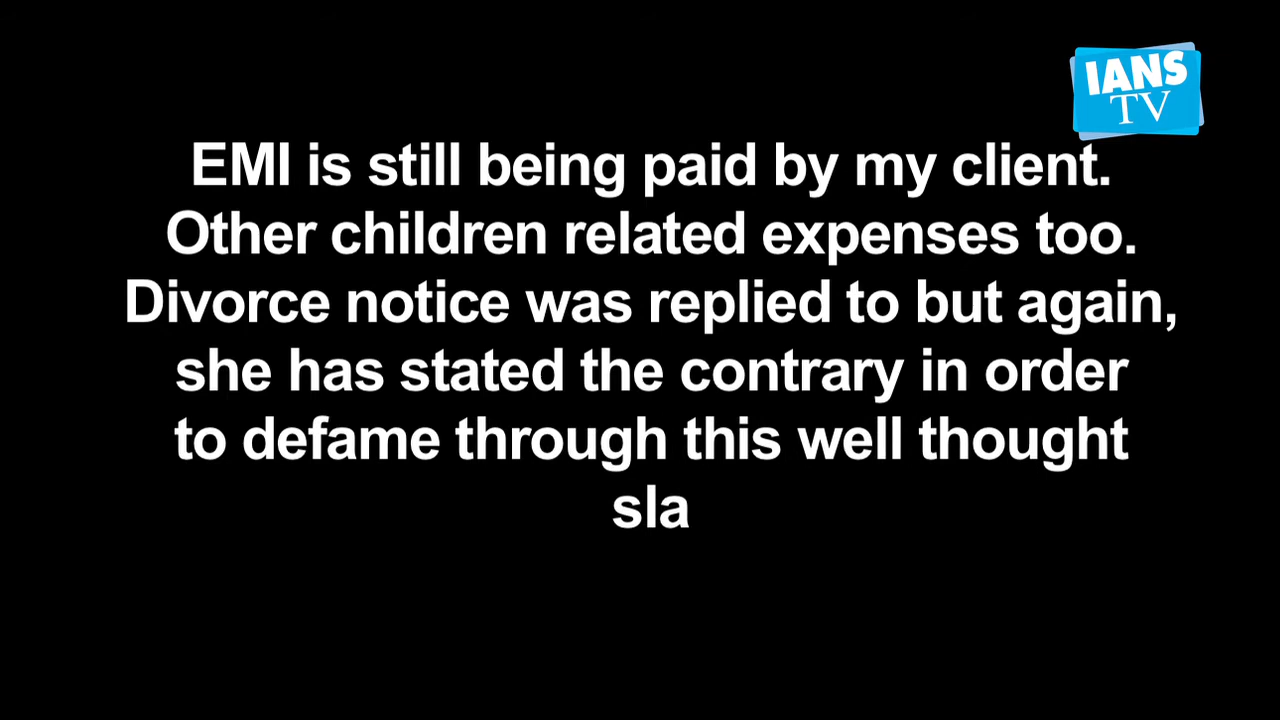 IANS
TV
EMI is still being paid by my client.
Other children related expenses too.
Divorce notice was replied to but again,
she has stated the contrary in order
to defame through this well thought
sla